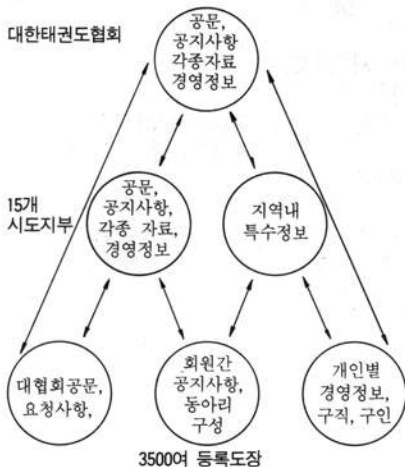 대한태권도협회
공문,
공지사항
각종자료
경영정보
15개
시도지부
공문,
공지사항,
각종 자료,
경영정보
지역내
특수정보
대협회공문,
요청사항,
회원간
공지사항,
동아리
구성
개인별
경영정보,
구직, 구인
3500여 등록도장